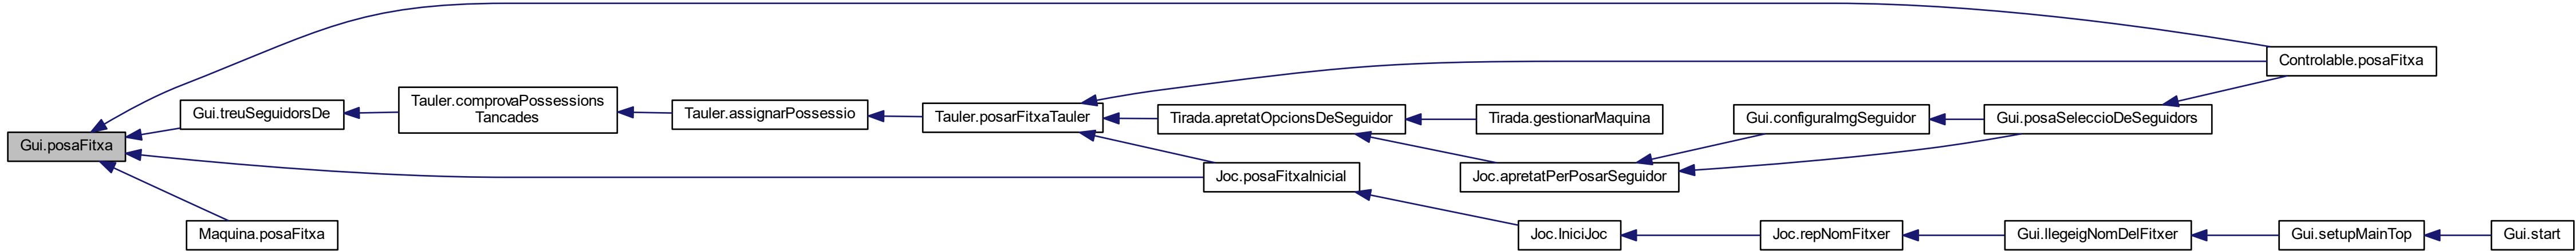 Controlable.posaFitxa
Gui.treuSeguidorsDe
Tauler.comprovaPossessions
Tancades
Tauler.assignarPossessio
Tauler.posarFitxaTauler
Tirada.apretatOpcionsDeSeguidor
Tirada.gestionarMaquina
Gui.configuraImgSeguidor
Gui.posaSeleccioDeSeguidors
Gui.posaFitxa
Joc.posaFitxaInicial
Joc.apretatPerPosarSeguidor
Maquina.posaFitxa
Joc.IniciJoc
Joc.repNomFitxer
Gui.llegeigNomDelFitxer
Gui.setupMainTop
Gui.start